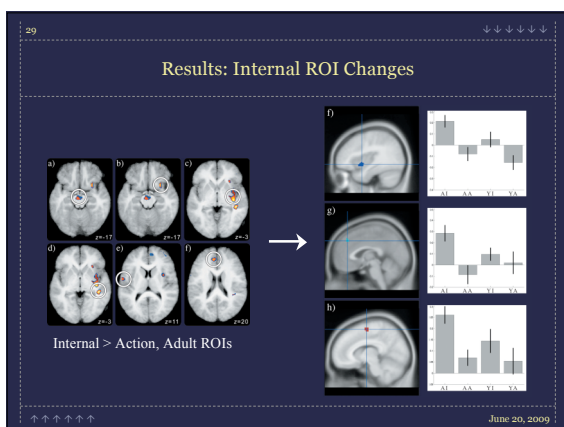 29
Results: Internal ROI Changes
a)
b)
c)
z=-17
z=-17
z=-3
d)
e)
f)
z=-3
z=11
z=20
Internal > Action, Adult ROIs
f)
AI AA YI YA
g)
AI AA YI YA
h)
AI AA YI YA
June 20, 2009